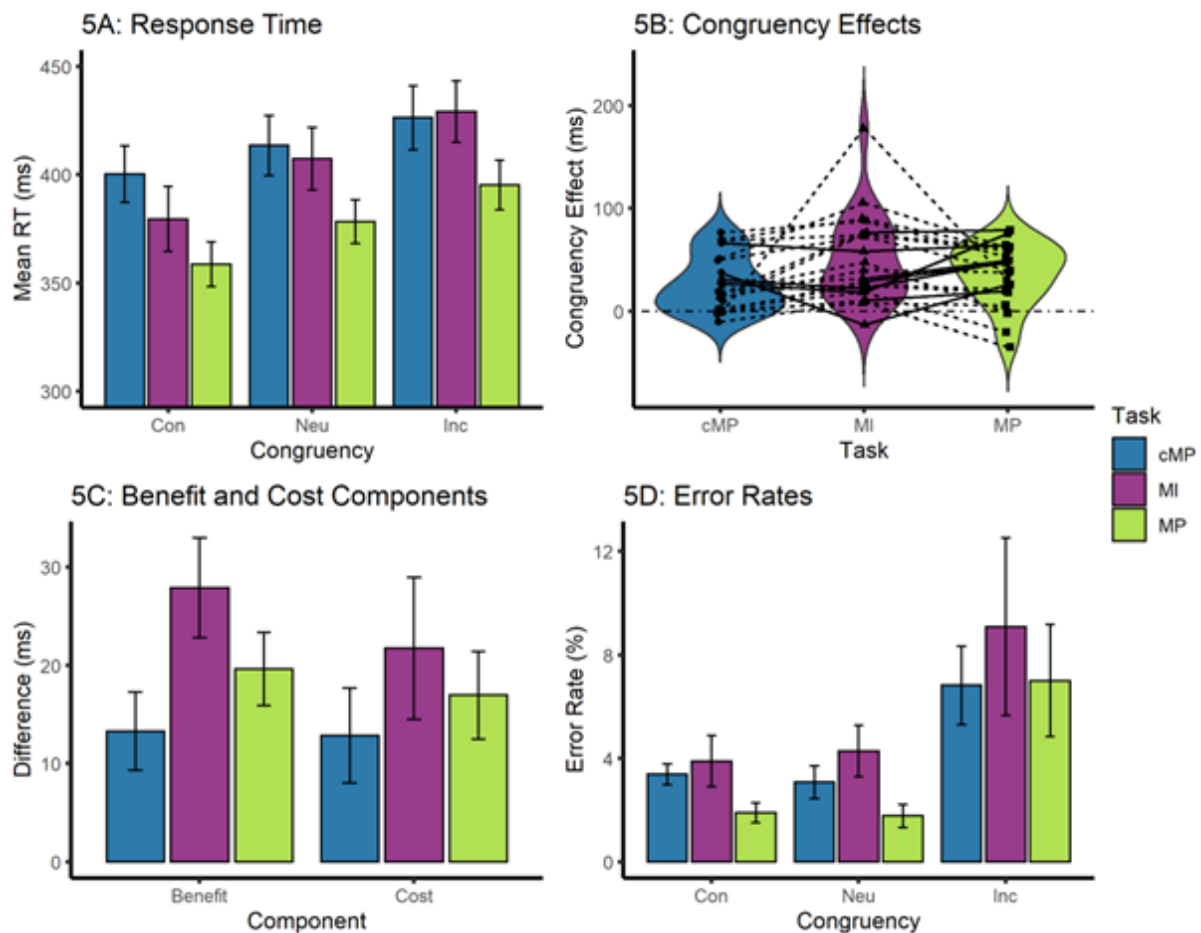 5A: Response Time
450
400
350
300
Mean RT (ms)
Con Neu Inc
Congruency
5B: Congruency Effects
200
100
0
Congruency Effect (ms)
cMP MI MP
Task
Task
cMP
MI
MP
5C: Benefit and Cost Components
30
20
10
0
Difference (ms)
Benefit Cost
Component
5D: Error Rates
12
8
4
0
Error Rate (%)
Con Neu Inc
Congruency